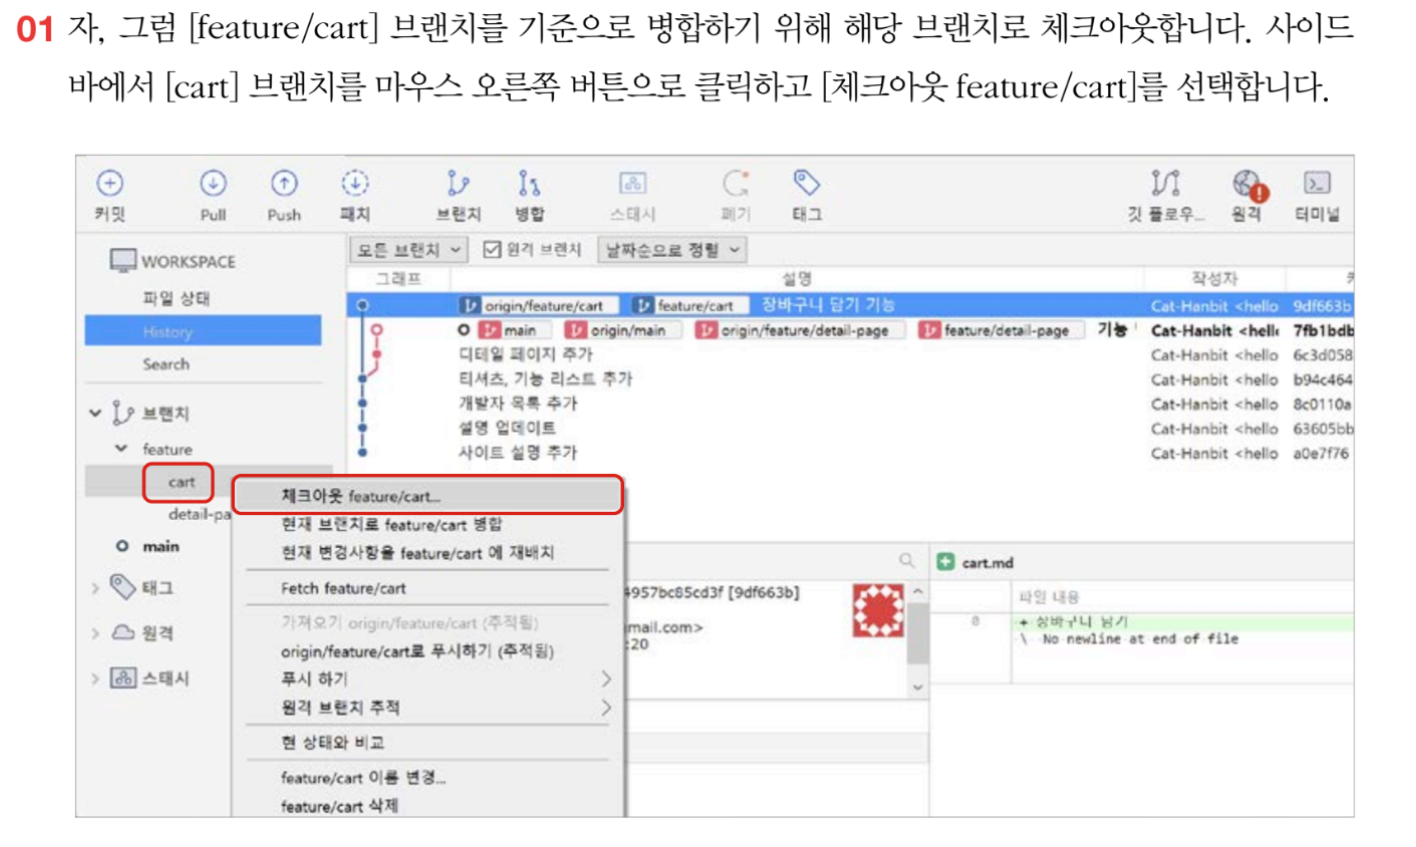 01 자, 그럼 [feature/cart] 브랜치를 기준으로 병합하기 위해 해당 브랜치로 체크아웃합니다. 사이드
바에서 [cart] 브랜치를 마우스 오른쪽 버튼으로 클릭하고 [체크아웃 feature/cart]를 선택합니다.
커밋 Pull Push 패치 브랜치 병합 스태시 폐기 태그 깃 플로우... 원격 터미널
WORKSPACE
파일 상태
History
Search
브랜치
feature
cart
detail-pa
main
태그
원격
스태시
모든 브랜치 원격 브랜치 날짜순으로 정렬
그래프 설명 작성자
origin/feature/cart feature/cart 장바구니 담기 기능 Cat-Hanbit <hello 9df663b
main origin/main origin/feature/detail-page feature/detail-page 기능 Cat-Hanbit <hell 7fb1bdb
디테일 페이지 추가 Cat-Hanbit <hello 6c3d058
티셔츠, 기능 리스트 추가 Cat-Hanbit <hello b94c464
개발자 목록 추가 Cat-Hanbit <hello 8c0110a
설명 업데이트 Cat-Hanbit <hello 63605bb
사이트 설명 추가 Cat-Hanbit <hello a0e7f76
체크아웃 feature/cart...
현재 브랜치로 feature/cart 병합
현재 변경사항을 feature/cart 에 재배치
Fetch feature/cart
가져오기 origin/feature/cart (추적됨)
origin/feature/cart로 푸시하기 (추적됨)
푸시 하기
원격 브랜치 추적
현 상태와 비교
feature/cart 이름 변경...
feature/cart 삭제
4957bc85cd3f [9df663b]
mail.com>
:20
cart.md
파일 내용
0 + 장바구니 담기
\ No newline at end of file